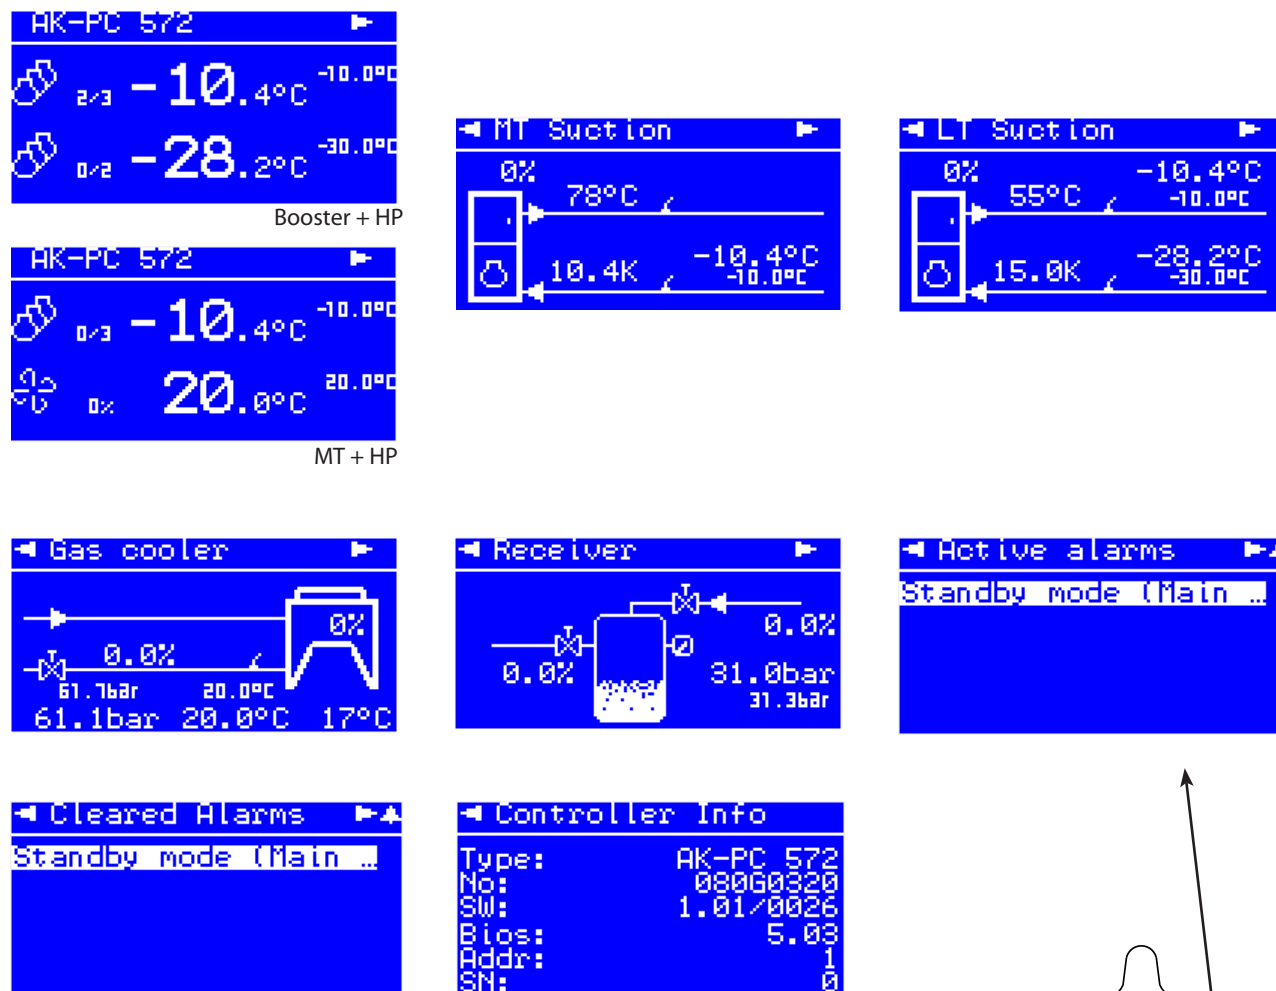 AK-PC 572
2/3 -10.4°C -10.0°C
0/2 -28.2°C -30.0°C
Booster + HP
AK-PC 572
0/3 -10.4°C -10.0°C
0% 20.0°C 20.0°C
MT + HP
MT Suction
0%
78°C
-10.4°C
10.4K -10.0°C
LT Suction
0% -10.4°C
55°C -10.0°C
-28.2°C
15.0K -30.0°C
Gas cooler
0%
0.0%
61.7bar 20.0°C
61.1bar 20.0°C 17°C
Receiver
0.0%
0.0% 31.0bar
31.3bar
Active alarms
Standby mode (Main …
Cleared Alarms
Standby mode (Main …
Controller Info
Type: AK-PC 572
No: 080G0320
SW: 1.01/0026
Bios: 5.03
Addr: 1
SN: 0